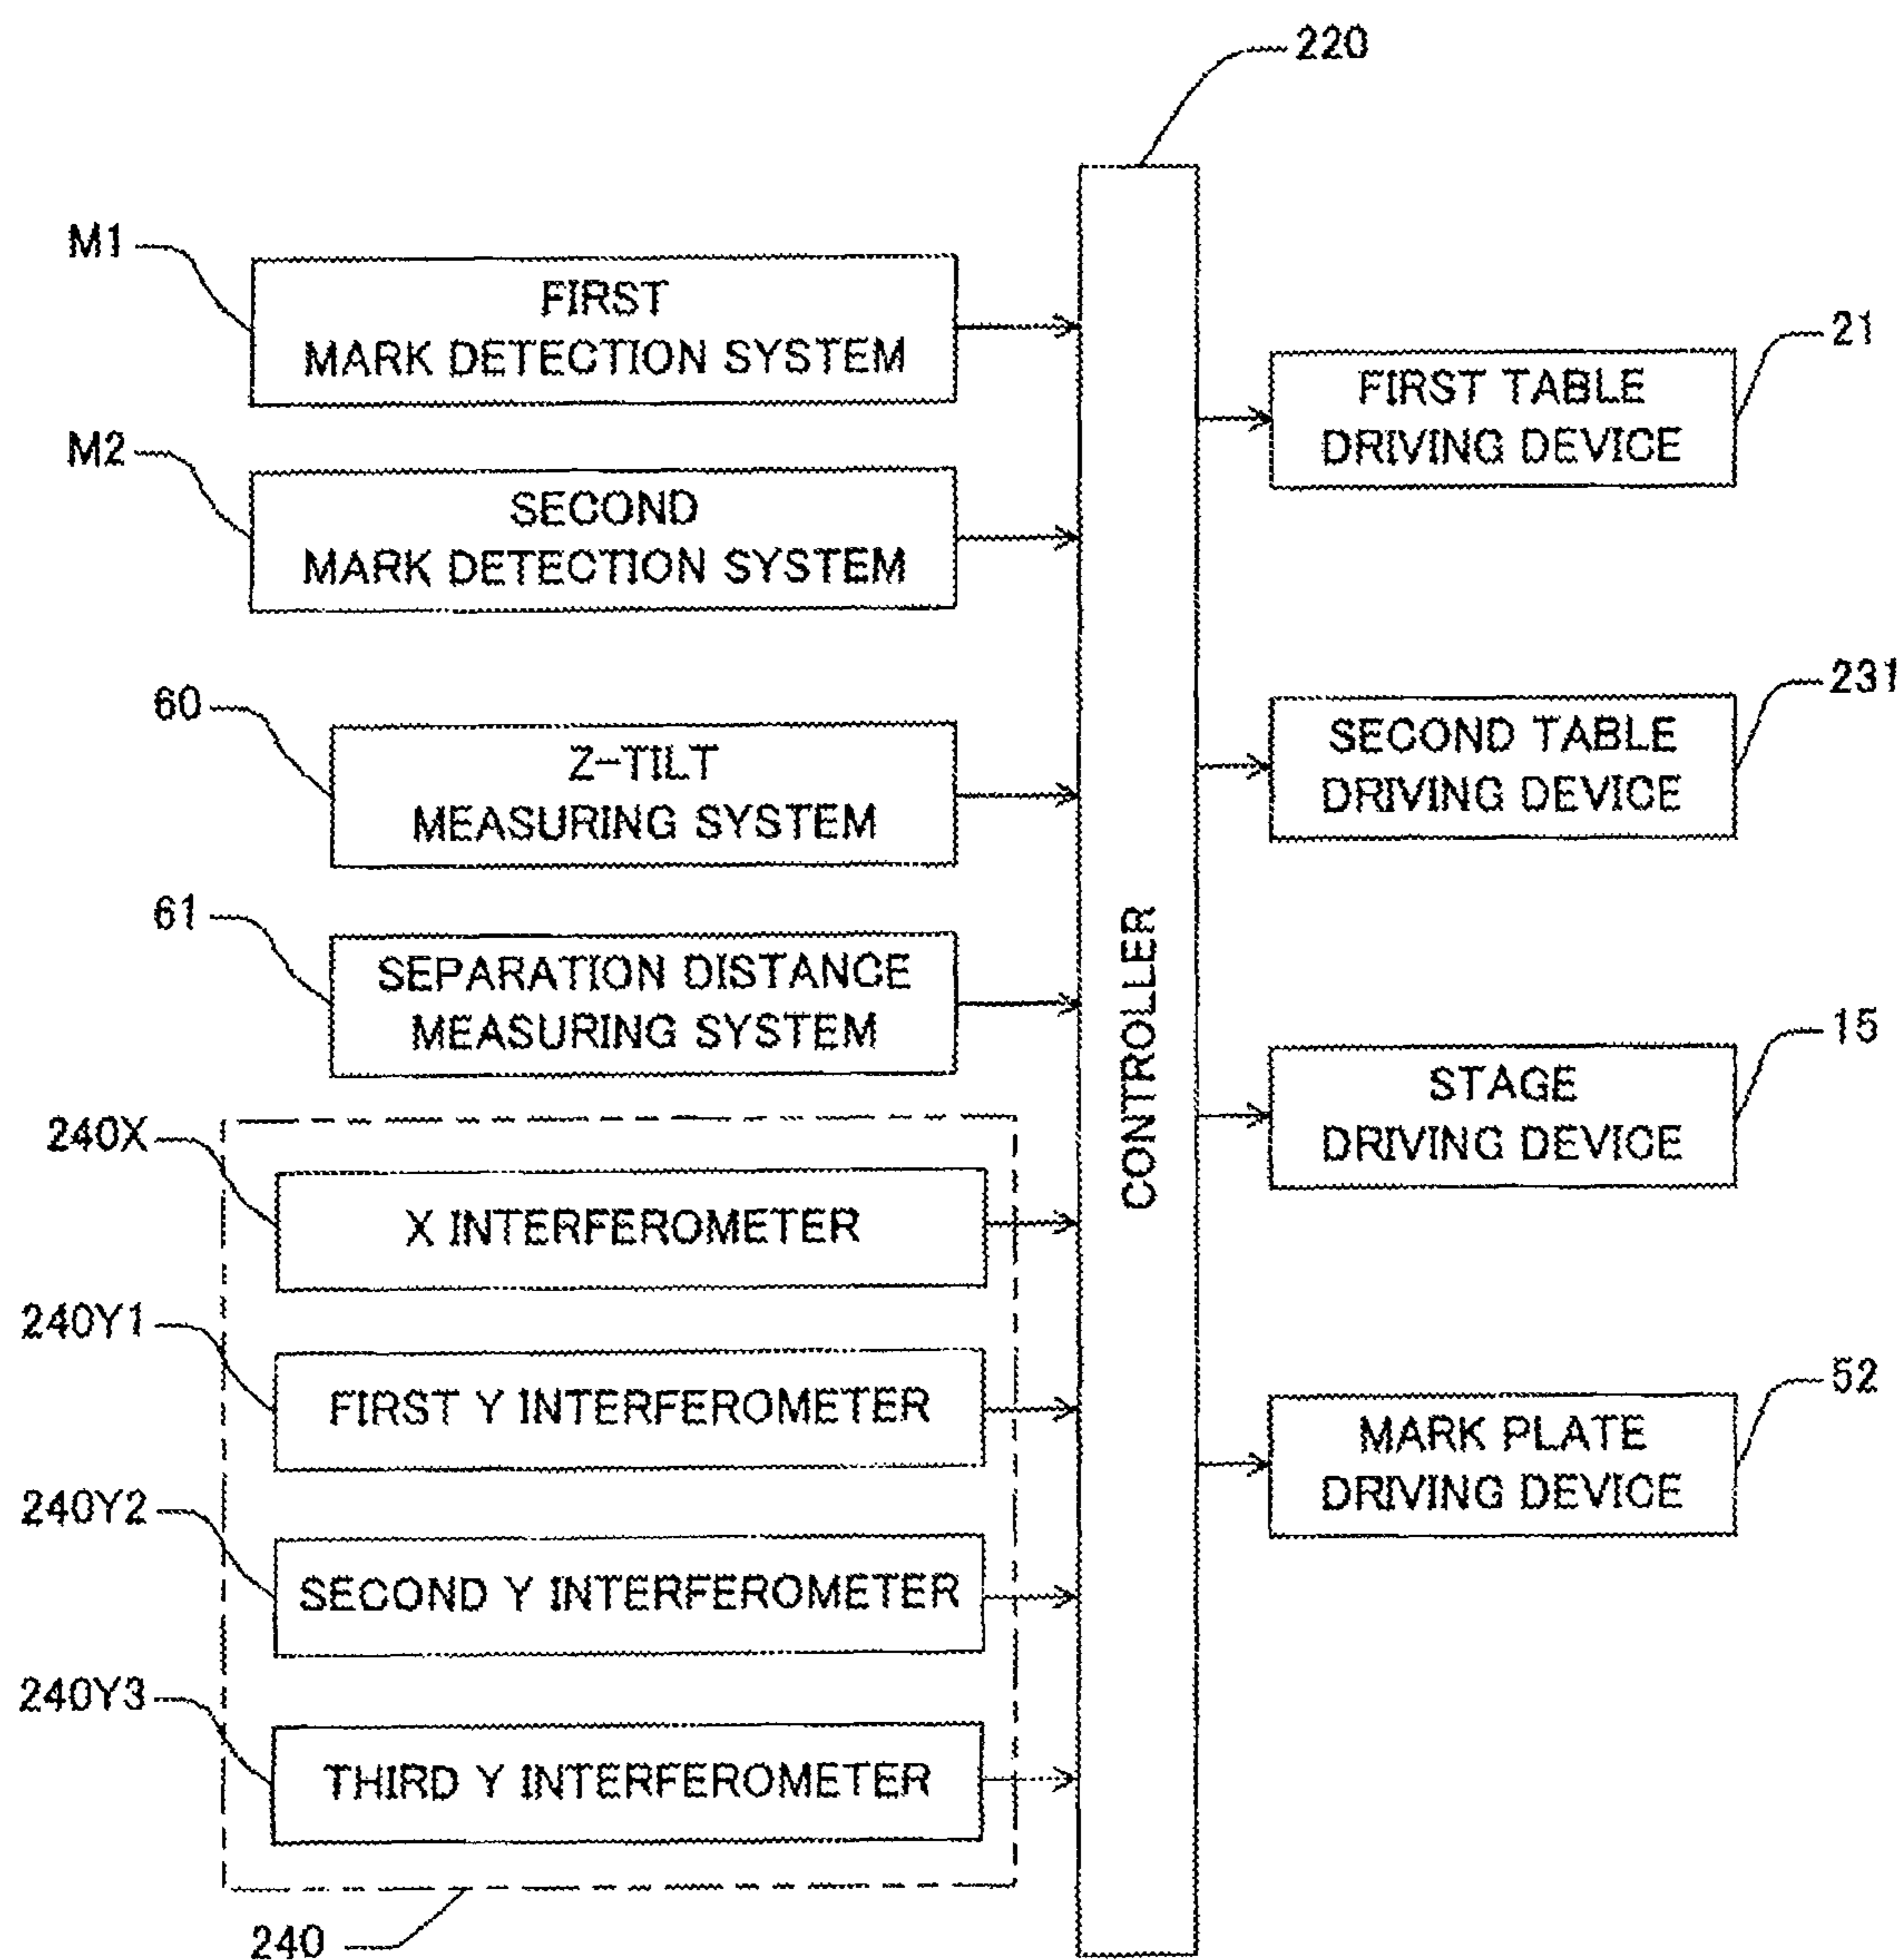 220
M1
FIRST
MARK DETECTION SYSTEM
M2
SECOND
MARK DETECTION SYSTEM
60
Z-TILT
MEASURING SYSTEM
61
SEPARATION DISTANCE
MEASURING SYSTEM
240X
X INTERFEROMETER
240Y1
FIRST Y INTERFEROMETER
240Y2
SECOND Y INTERFEROMETER
240Y3
THIRD Y INTERFEROMETER
240
CONTROLLER
21
FIRST TABLE
DRIVING DEVICE
231
SECOND TABLE
DRIVING DEVICE
15
STAGE
DRIVING DEVICE
52
MARK PLATE
DRIVING DEVICE